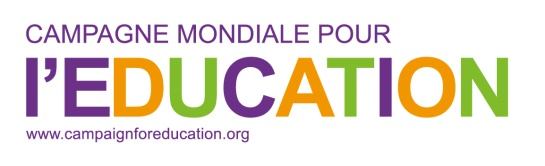 CAMPAGNE MONDIALE POUR
l'EDUCATION
www.campaignforeducation.org